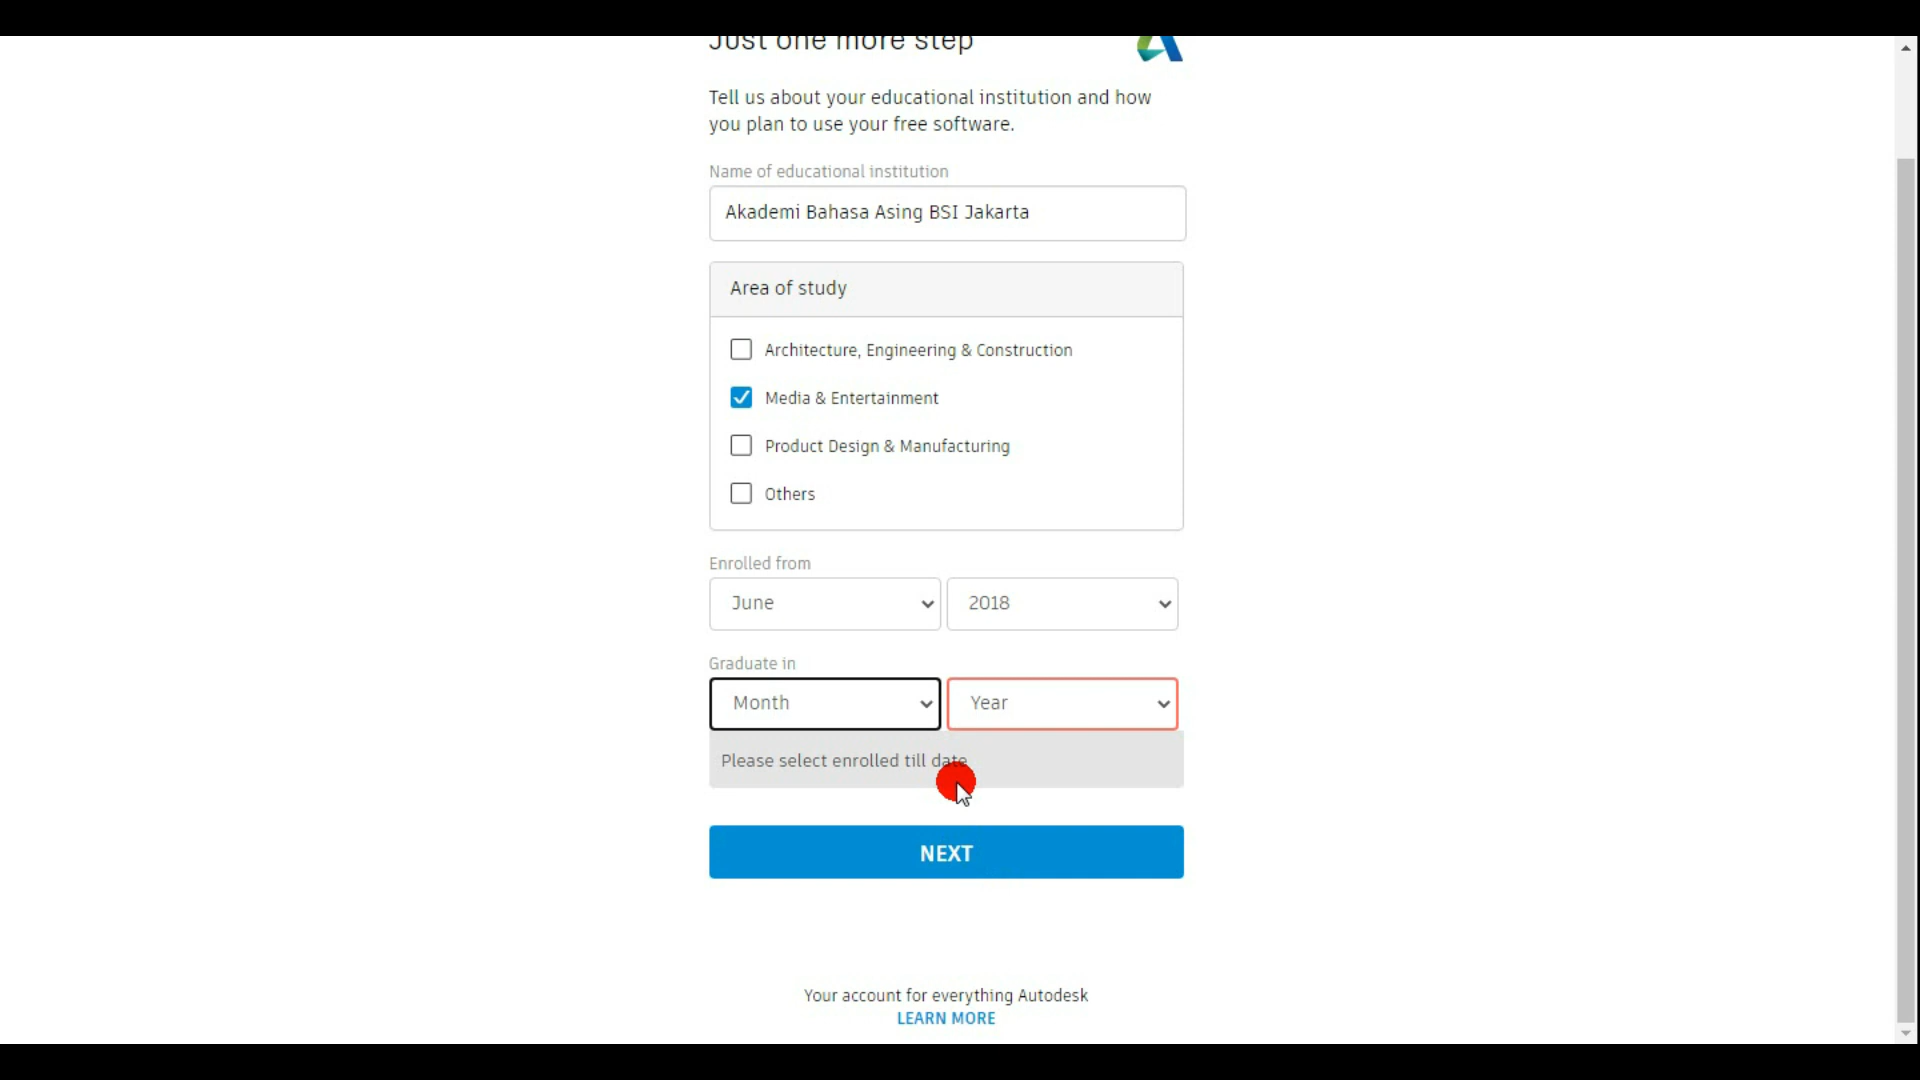 Just one more step
Tell us about your educational institution and how
you plan to use your free software.
Name of educational institution
Akademi Bahasa Asing BSI Jakarta
Area of study
Architecture, Engineering & Construction
Media & Entertainment
Product Design & Manufacturing
Others
Enrolled from
June
2018
Graduate in
Month
Year
Please select enrolled till date
NEXT
Your account for everything Autodesk
LEARN MORE